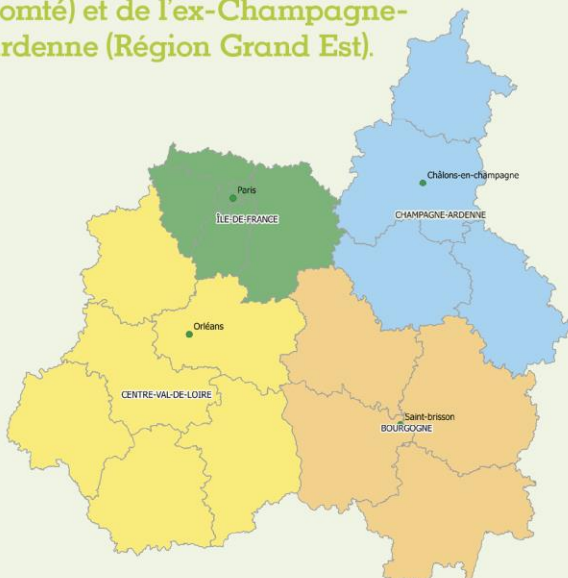 omté) et de l'ex-Champagne-
rdenne (Région Grand Est).
Châlons-en-champagne
Paris
CHAMPAGNE-ARDENNE
ÎLE-DE-FRANCE
Orléans
CENTRE-VAL-DE-LOIRE
Saint-brisson
BOURGOGNE